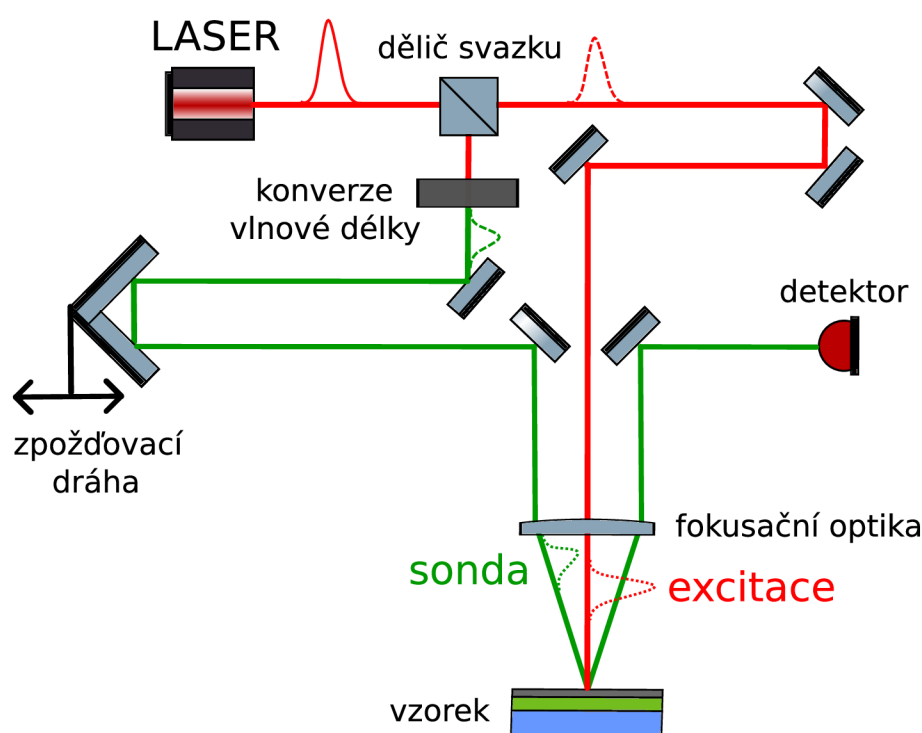 LASER
dělič svazku
konverze
vlnové délky
detektor
zpožďovací
dráha
fokusační optika
sonda
excitace
vzorek